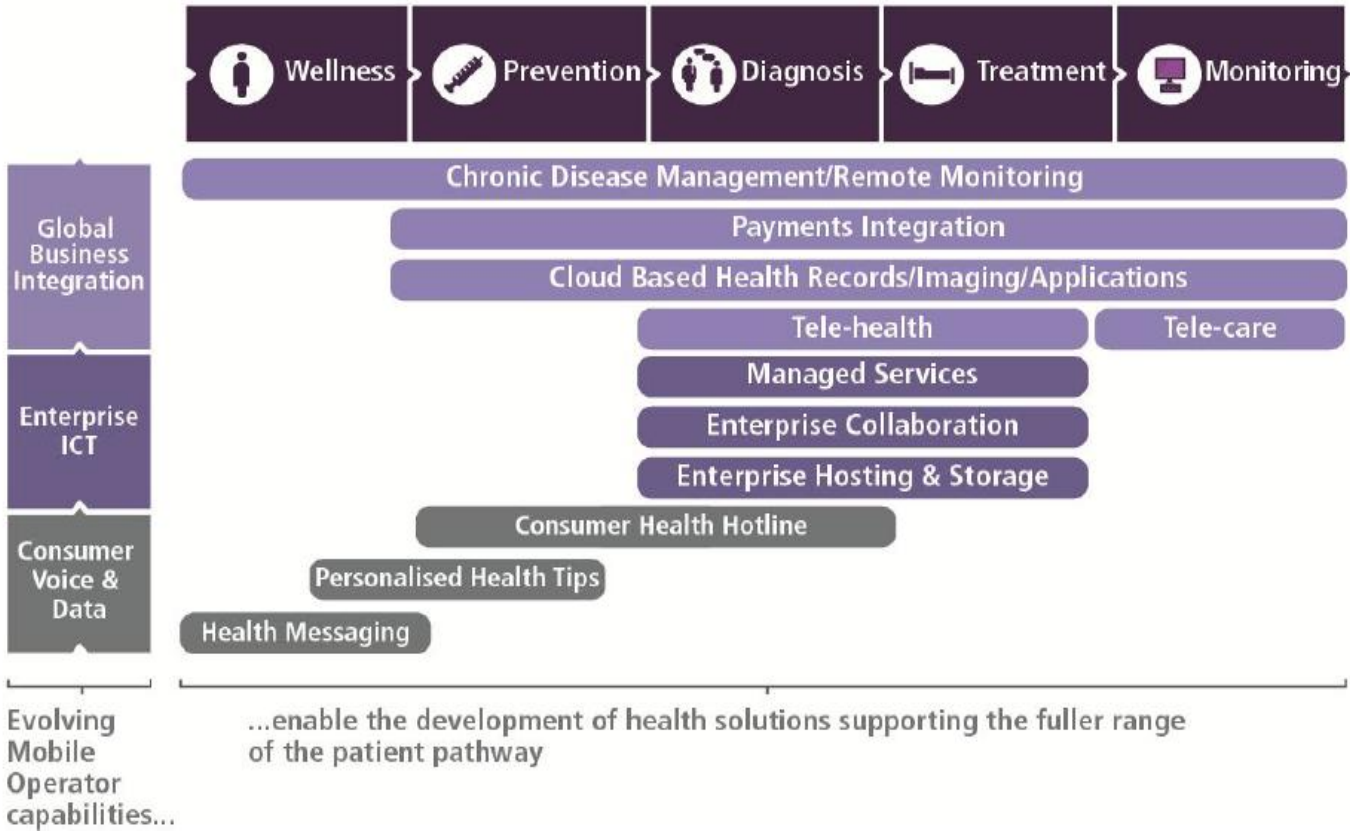 Wellness
Prevention
Diagnosis
Treatment
Monitoring
Global
Business
Integration
Chronic Disease Management/Remote Monitoring
Payments Integration
Cloud Based Health Records/Imaging/Applications
Tele-health
Tele-care
Enterprise
ICT
Managed Services
Enterprise Collaboration
Enterprise Hosting & Storage
Consumer
Voice &
Data
Consumer Health Hotline
Personalised Health Tips
Health Messaging
Evolving
Mobile
Operator
capabilities...
...enable the development of health solutions supporting the fuller range
of the patient pathway